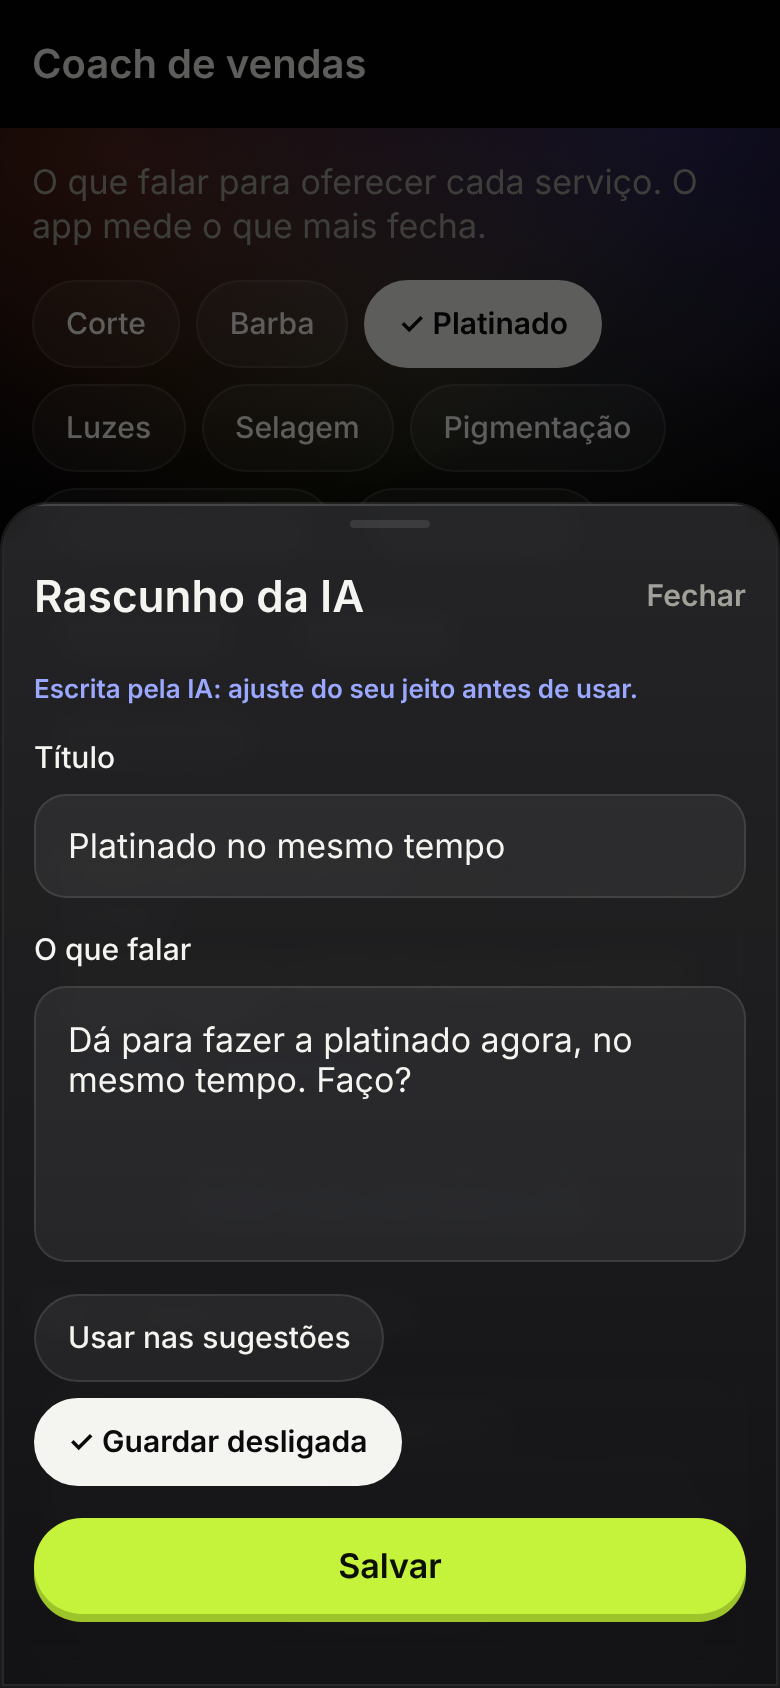 Coach de vendas
O que falar para oferecer cada serviço. O
app mede o que mais fecha.
Corte
Barba
✓ Platinado
Luzes
Selagem
Pigmentação
Rascunho da IA
Fechar
Escrita pela IA: ajuste do seu jeito antes de usar.
Título
Platinado no mesmo tempo
O que falar
Dá para fazer a platinado agora, no
mesmo tempo. Faço?
Usar nas sugestões
✓ Guardar desligada
Salvar